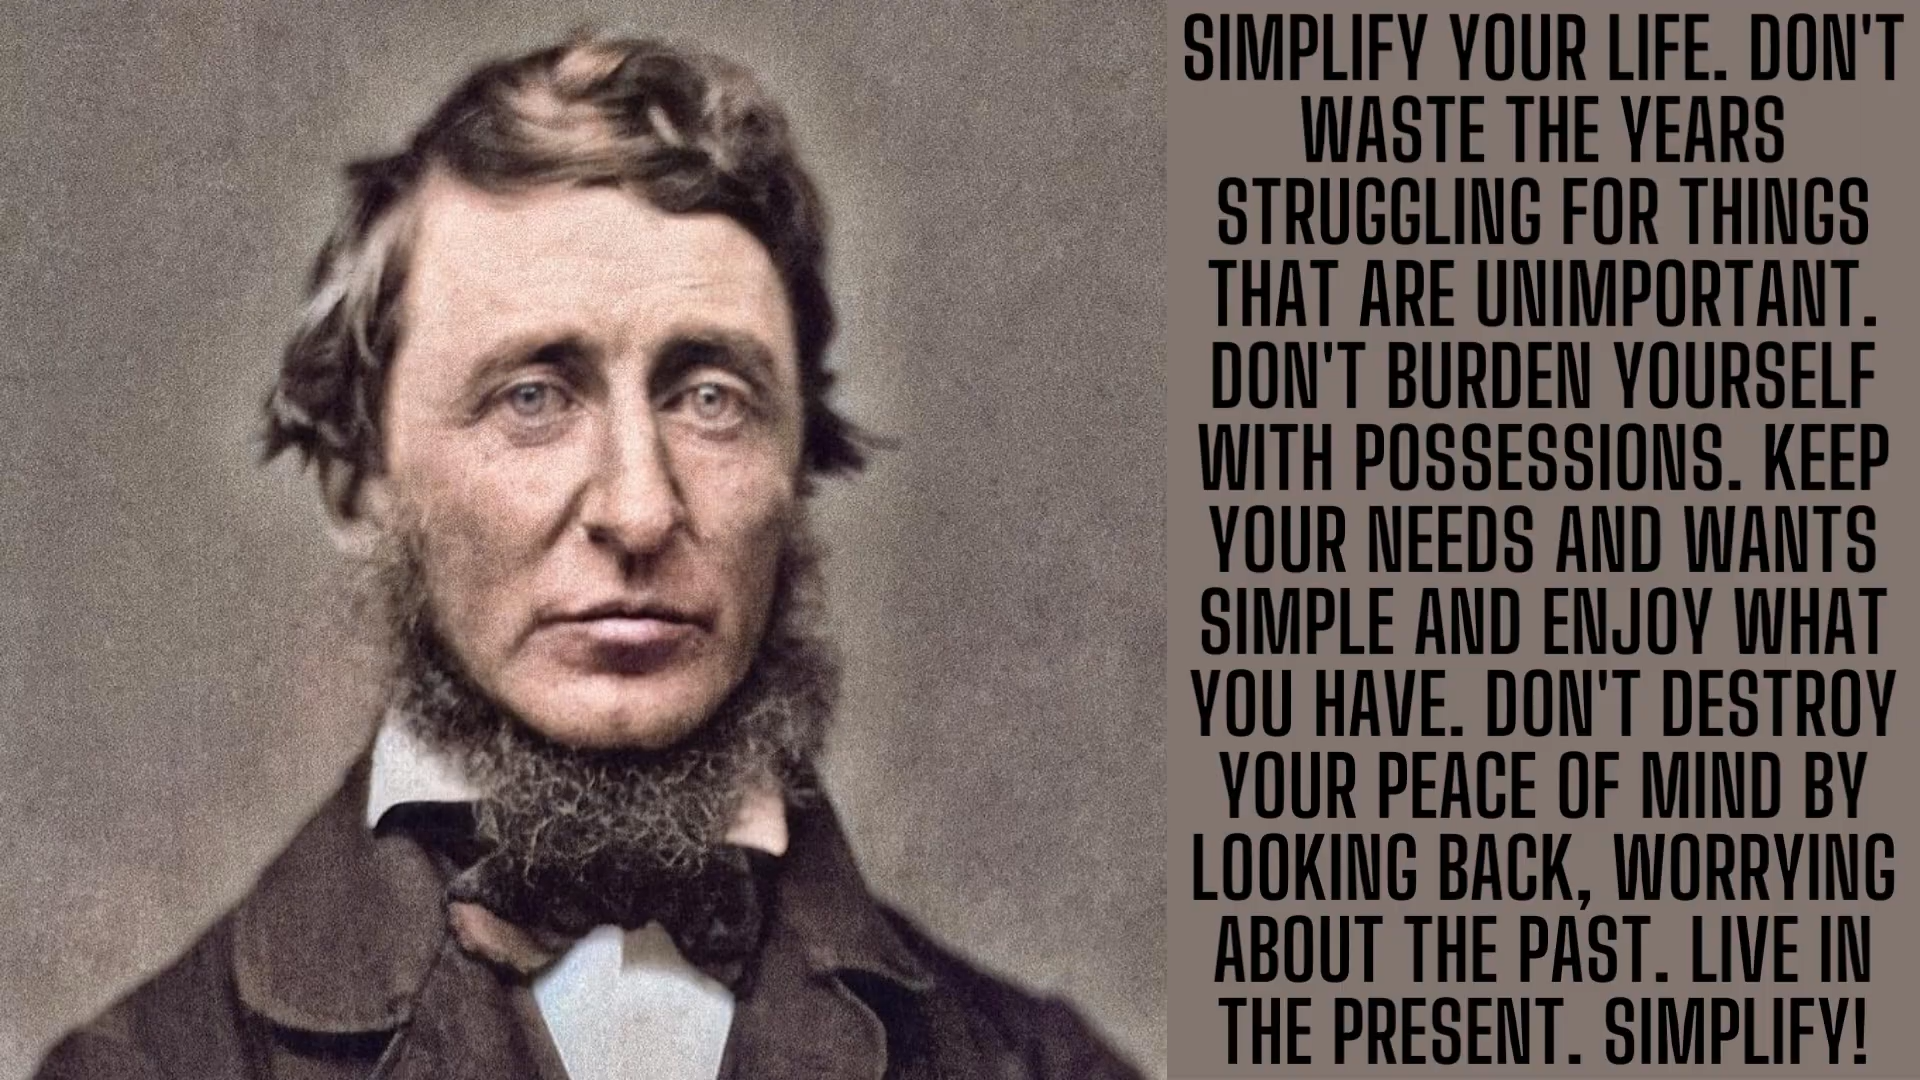 SIMPLIFY YOUR LIFE. DON'T
WASTE THE YEARS
STRUGGLING FOR THINGS
THAT ARE UNIMPORTANT.
DON'T BURDEN YOURSELF
WITH POSSESSIONS. KEEP
YOUR NEEDS AND WANTS
SIMPLE AND ENJOY WHAT
YOU HAVE. DON'T DESTROY
YOUR PEACE OF MIND BY
LOOKING BACK, WORRYING
ABOUT THE PAST. LIVE IN
THE PRESENT. SIMPLIFY!